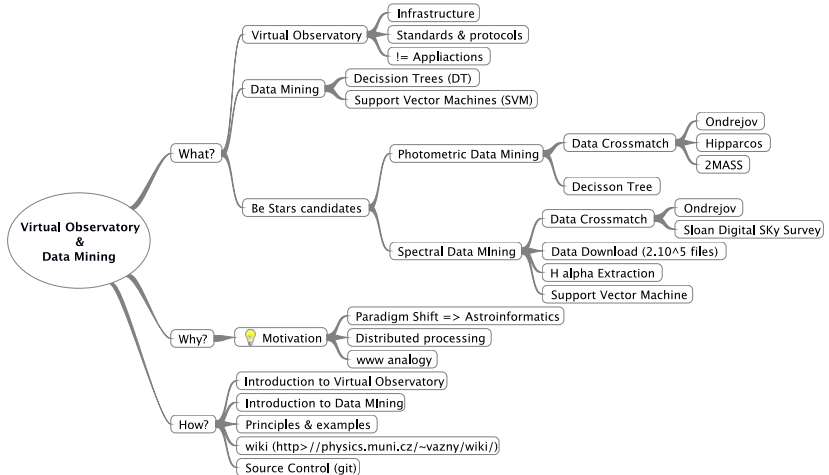 Virtual Observatory
&
Data Mining
What?
Virtual Observatory
Infrastructure
Standards & protocols
!= Appliactions
Data Mining
Decission Trees (DT)
Support Vector Machines (SVM)
Be Stars candidates
Photometric Data Mining
Data Crossmatch
Ondrejov
Hipparcos
2MASS
Decisson Tree
Spectral Data MIning
Data Crossmatch
Ondrejov
Sloan Digital SKy Survey
Data Download (2.10^5 files)
H alpha Extraction
Support Vector Machine
Why?
Motivation
Paradigm Shift => Astroinformatics
Distributed processing
www analogy
How?
Introduction to Virtual Observatory
Introduction to Data MIning
Principles & examples
wiki (http>//physics.muni.cz/~vazny/wiki/)
Source Control (git)